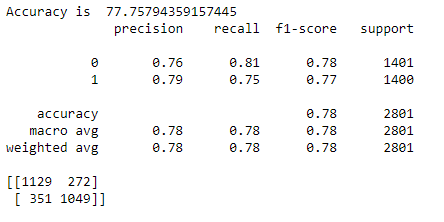 Accuracy is  77.75794359157445
              precision    recall  f1-score   support
           0       0.76      0.81      0.78      1401
           1       0.79      0.75      0.77      1400
    accuracy                           0.78      2801
   macro avg       0.78      0.78      0.78      2801
weighted avg       0.78      0.78      0.78      2801
[[1129  272]
 [ 351 1049]]